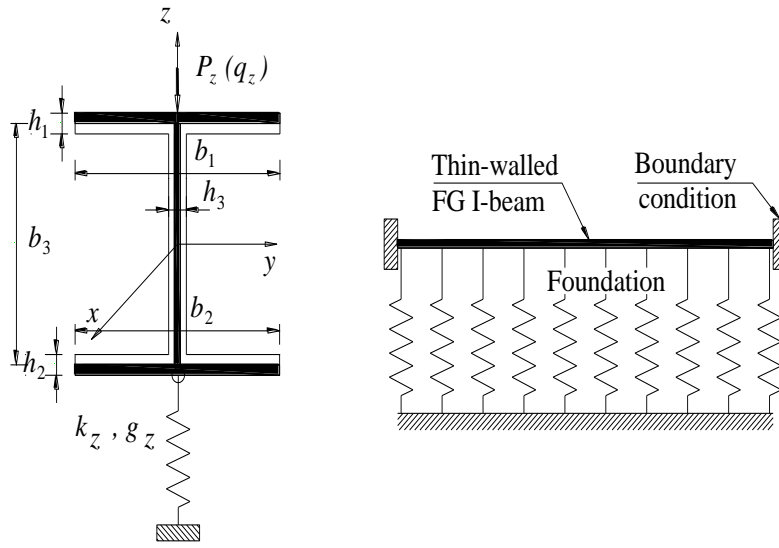 z
P_z (q_z)
h_1
b_1
h_3
b_3
y
x
b_2
h_2
k_z , g_z
Thin-walled
FG I-beam
Boundary
condition
Foundation